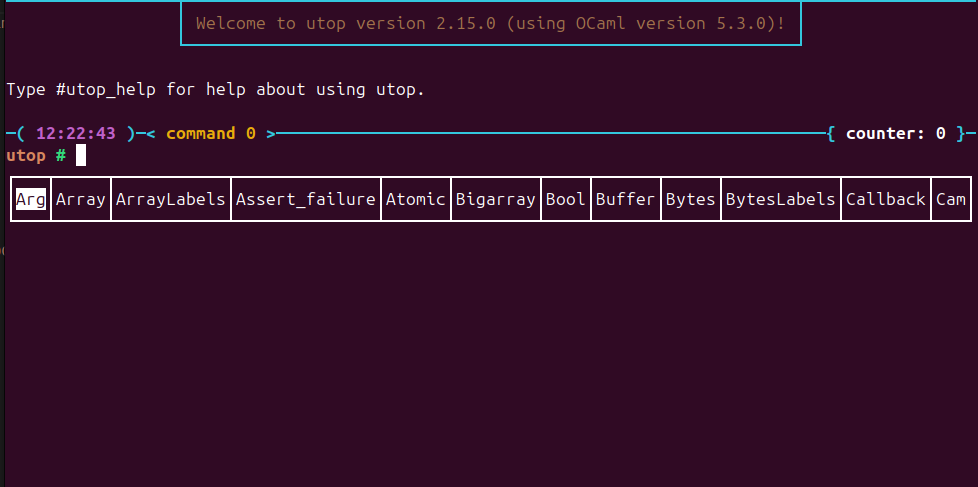 Welcome to utop version 2.15.0 (using OCaml version 5.3.0)!
Type #utop_help for help about using utop.
( 12:22:43 )─< command 0 >─{ counter: 0 }─
utop #
Arg Array ArrayLabels Assert_failure Atomic Bigarray Bool Buffer Bytes BytesLabels Callback Cam